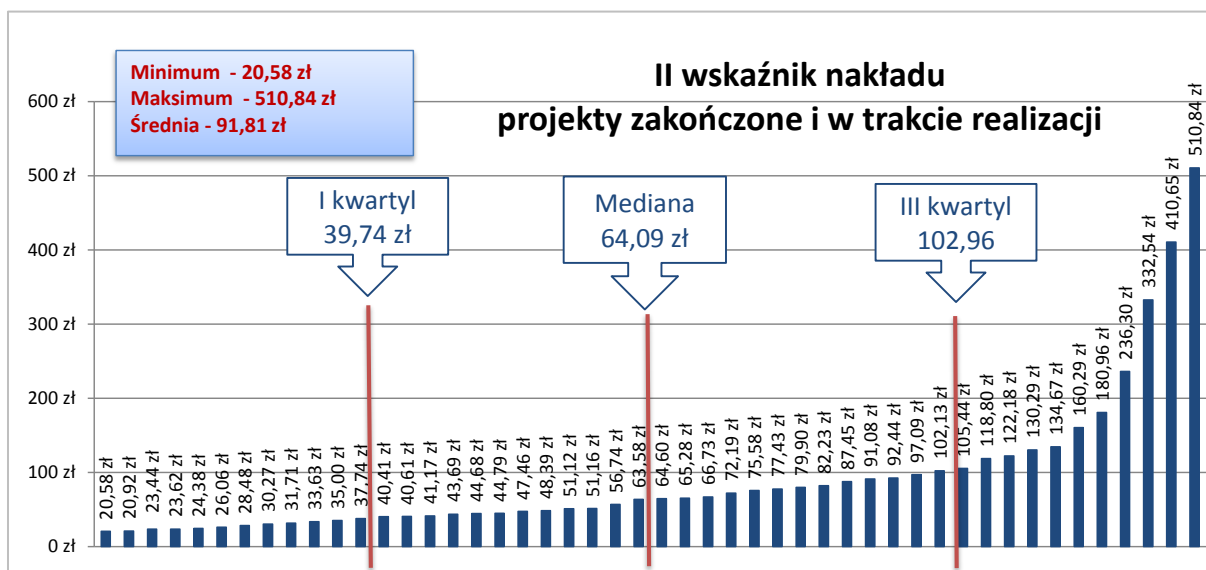 Minimum - 20,58 zł
Maksimum - 510,84 zł
Średnia - 91,81 zł
II wskaźnik nakładu
projekty zakończone i w trakcie realizacji
600 zł
500 zł
400 zł
300 zł
200 zł
100 zł
0 zł
I kwartyl
39,74 zł
Mediana
64,09 zł
III kwartyl
102,96
20,58 zł
20,92 zł
23,44 zł
23,62 zł
24,38 zł
26,06 zł
28,48 zł
30,27 zł
31,71 zł
33,63 zł
35,00 zł
37,74 zł
40,41 zł
40,61 zł
41,17 zł
43,69 zł
44,68 zł
44,79 zł
47,46 zł
48,39 zł
51,12 zł
51,16 zł
56,74 zł
63,58 zł
64,60 zł
65,28 zł
66,73 zł
72,19 zł
75,58 zł
77,43 zł
79,90 zł
82,23 zł
87,45 zł
91,08 zł
92,44 zł
97,09 zł
102,13 zł
105,44 zł
118,80 zł
122,18 zł
130,29 zł
134,67 zł
160,29 zł
180,96 zł
236,30 zł
332,54 zł
410,65 zł
510,84 zł